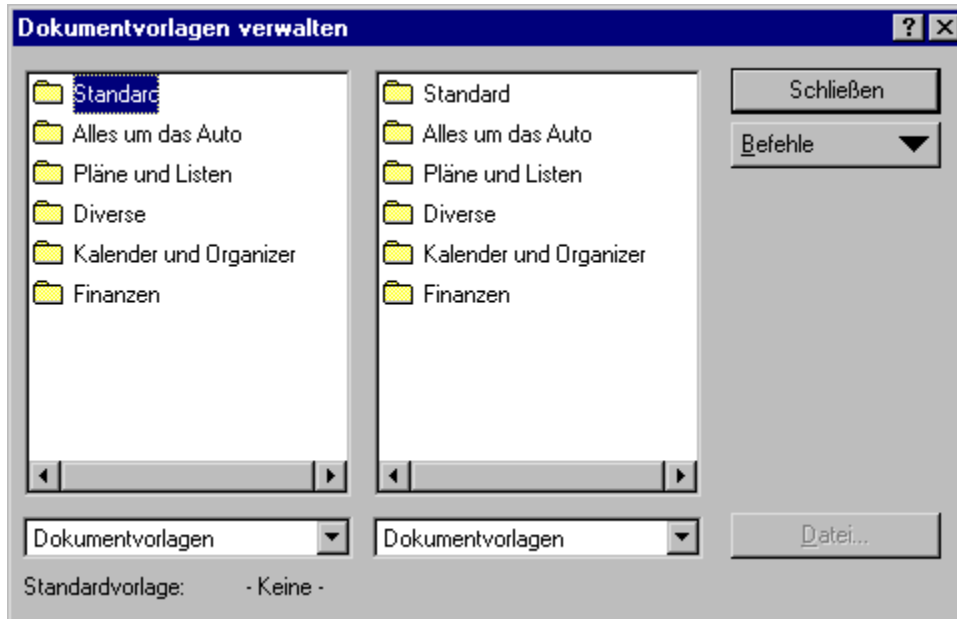 Dokumentvorlagen verwalten
Standard
Alles um das Auto
Pläne und Listen
Diverse
Kalender und Organizer
Finanzen
Dokumentvorlagen
Standard
Alles um das Auto
Pläne und Listen
Diverse
Kalender und Organizer
Finanzen
Dokumentvorlagen
Schließen
Befehle
Datei...
Standardvorlage: - Keine -